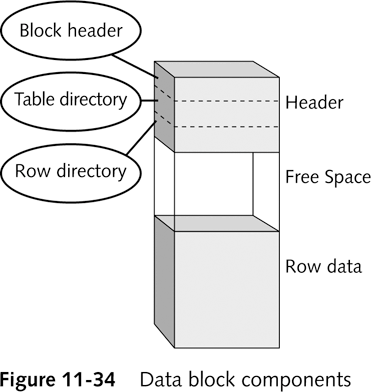 Block header
Table directory
Row directory
Header
Free Space
Row data
Figure 11-34 Data block components